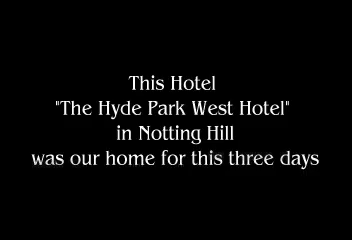 This Hotel
"The Hyde Park West Hotel"
in Notting Hill
was our home for this three days